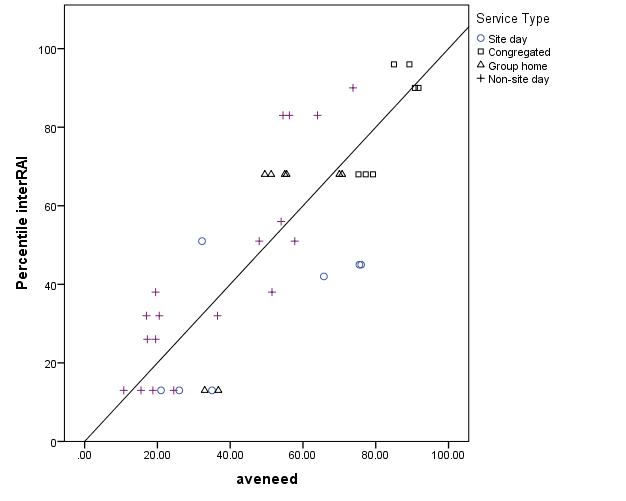 Service Type
Site day
Congregated
Group home
Non-site day
100
80
60
40
20
0
Percentile interRAI
.00 20.00 40.00 60.00 80.00 100.00
aveneed